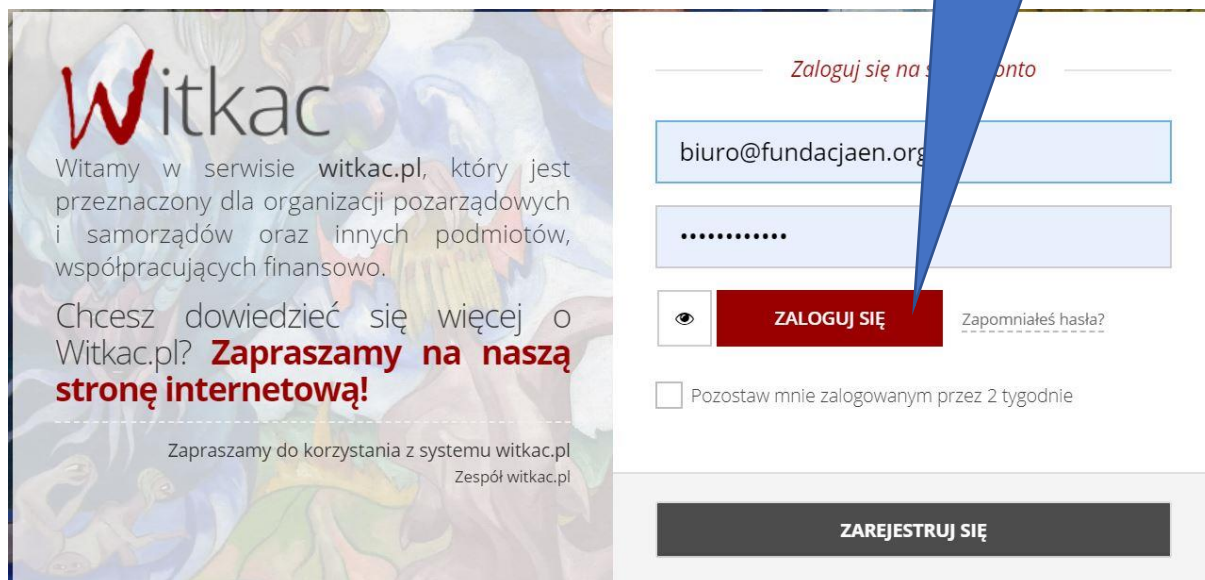 Witkac
Witamy w serwisie witkac.pl, który jest
przeznaczony dla organizacji pozarządowych
i samorządów oraz innych podmiotów,
współpracujących finansowo.
Chcesz dowiedzieć się więcej o
Witkac.pl? Zapraszamy na naszą
stronę internetową!
Zapraszamy do korzystania z systemu witkac.pl
Zespół witkac.pl
Zaloguj się na onto
biuro@fundacjaen.org
••••••••••••
ZALOGUJ SIĘ
Zapomniałeś hasła?
Pozostaw mnie zalogowanym przez 2 tygodnie
ZAREJESTRUJ SIĘ